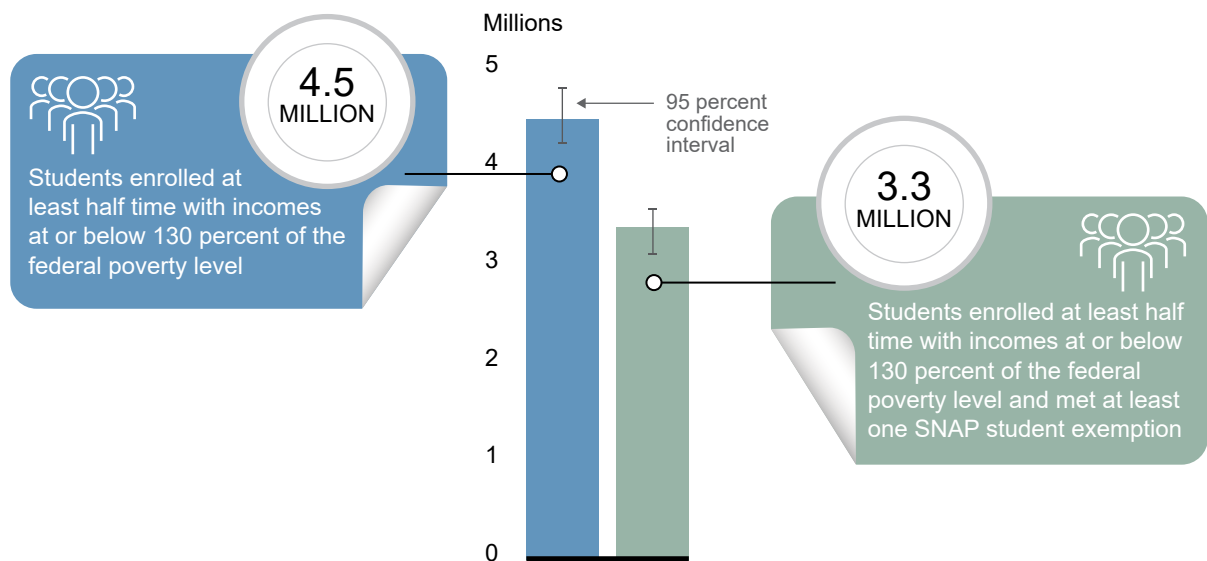 4.5
MILLION
Students enrolled at
least half time with incomes
at or below 130 percent of the
federal poverty level
Millions
5
4
3
2
1
0
95 percent
confidence
interval
3.3
MILLION
Students enrolled at least half
time with incomes at or below
130 percent of the federal
poverty level and met at least
one SNAP student exemption